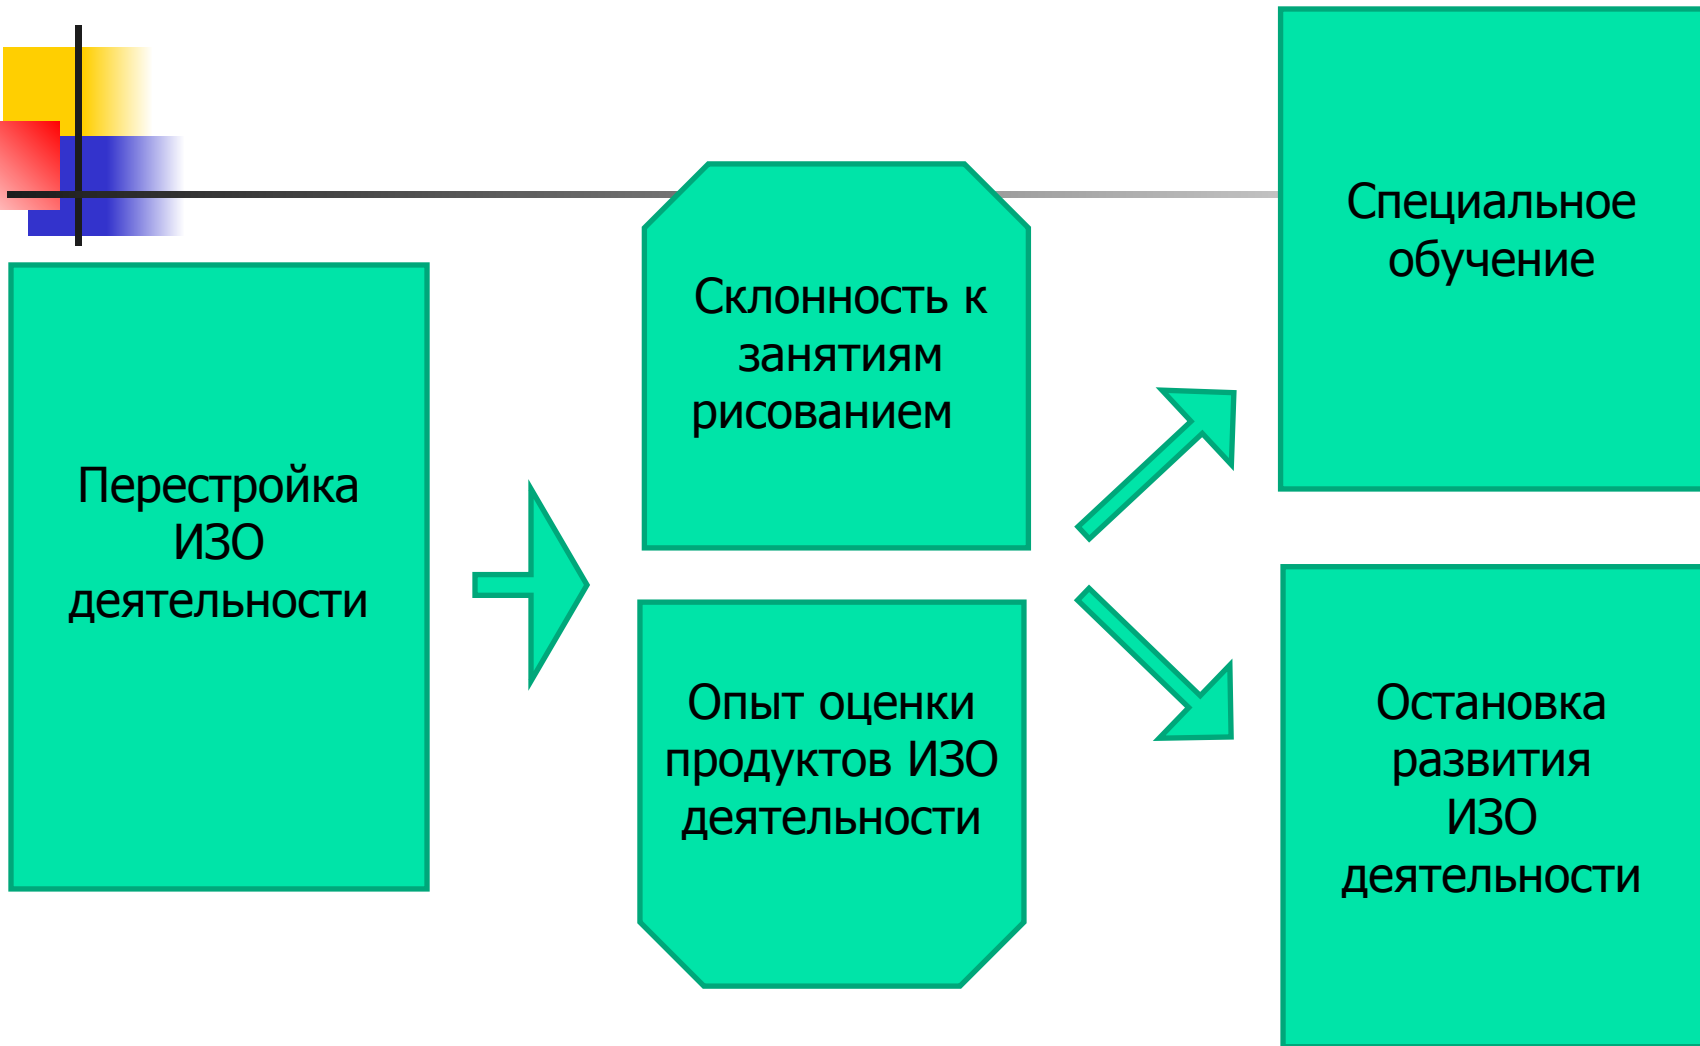 Перестройка
ИЗО
деятельности
Склонность к
занятиям
рисованием
Опыт оценки
продуктов ИЗО
деятельности
Специальное
обучение
Остановка
развития
ИЗО
деятельности